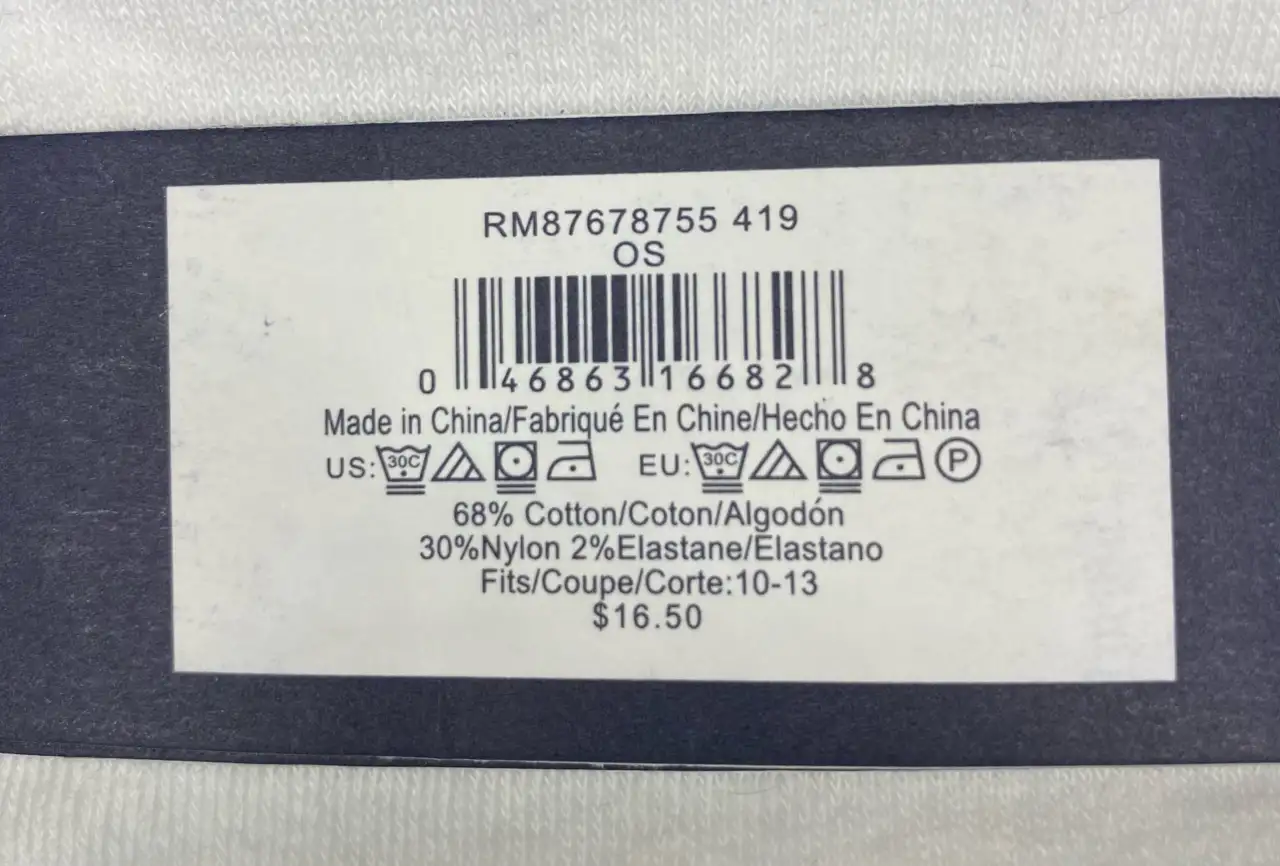 RM87678755 419
OS
0 46863 16682 8
Made in China/Fabriqué En Chine/Hecho En China
US: 30C EU: 30C P
68% Cotton/Coton/Algodón
30%Nylon 2%Elastane/Elastano
Fits/Coupe/Corte:10-13
$16.50